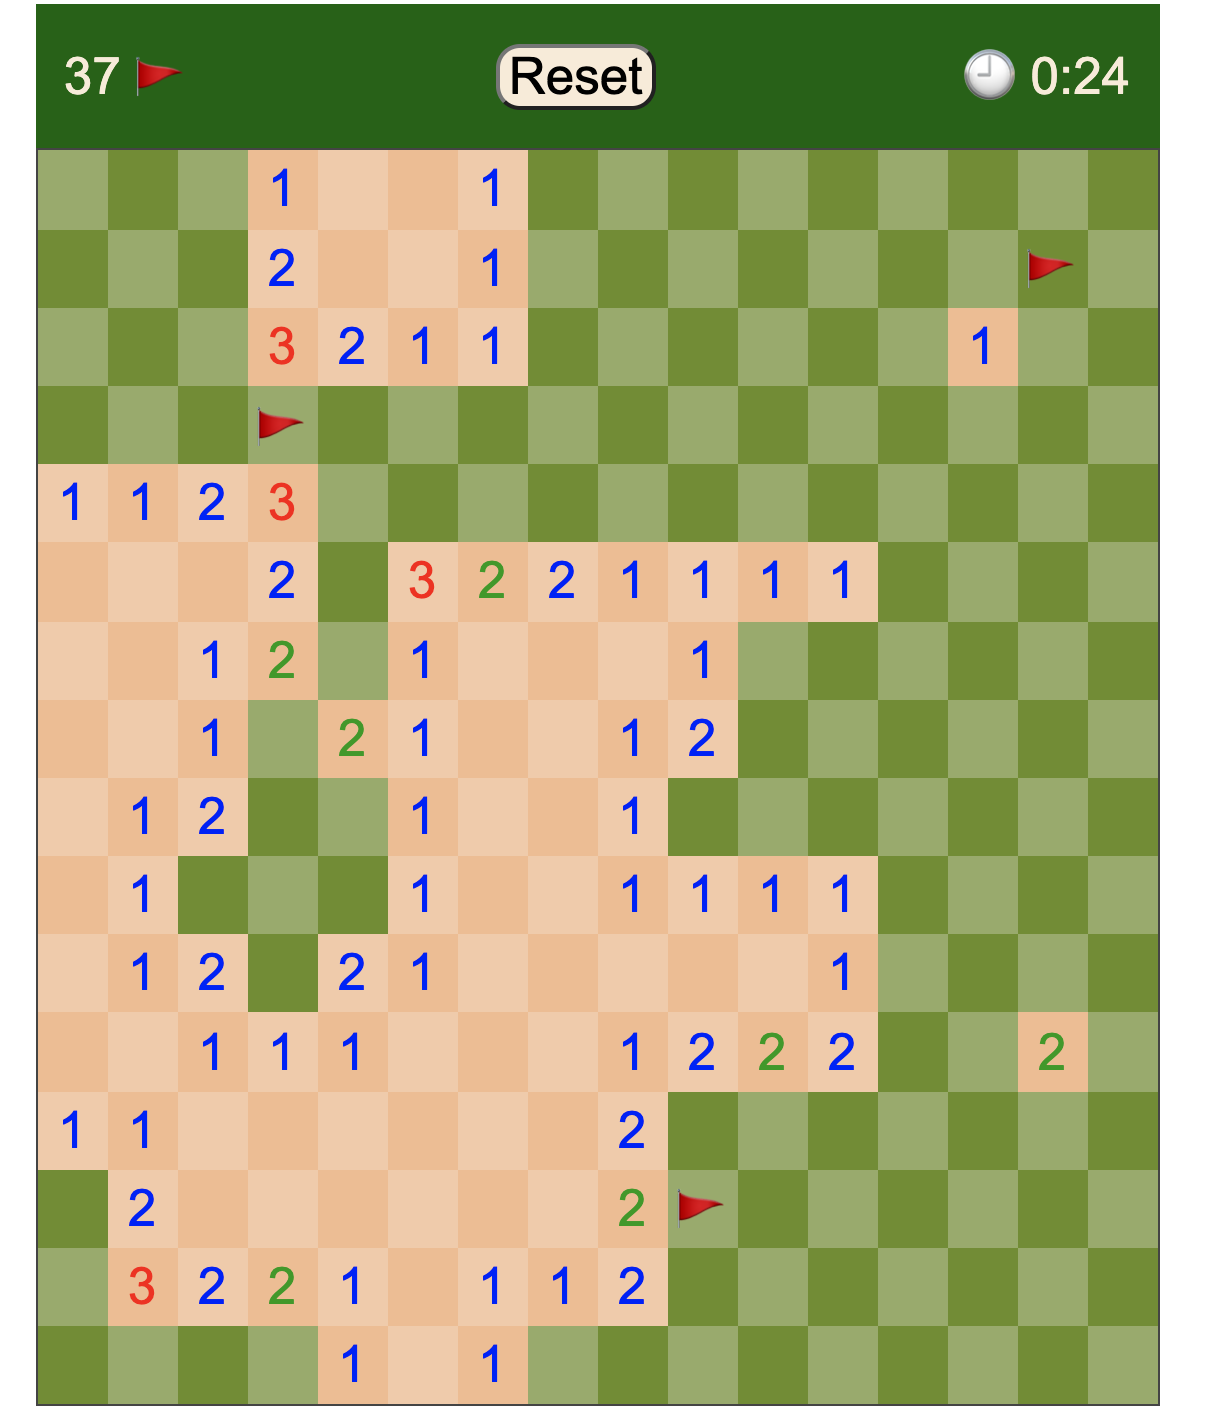 37 Reset 0:24
1 1
2 1
3 2 1 1 1
1 1 2 3
2 3 2 2 1 1 1 1
1 2 1 1
1 2 1 1 2
1 2 1 1
1 1 1 1 1 1
1 2 2 1 1
1 1 1 1 2 2 2 2
1 1 2
2 2
3 2 2 1 1 1 2
1 1